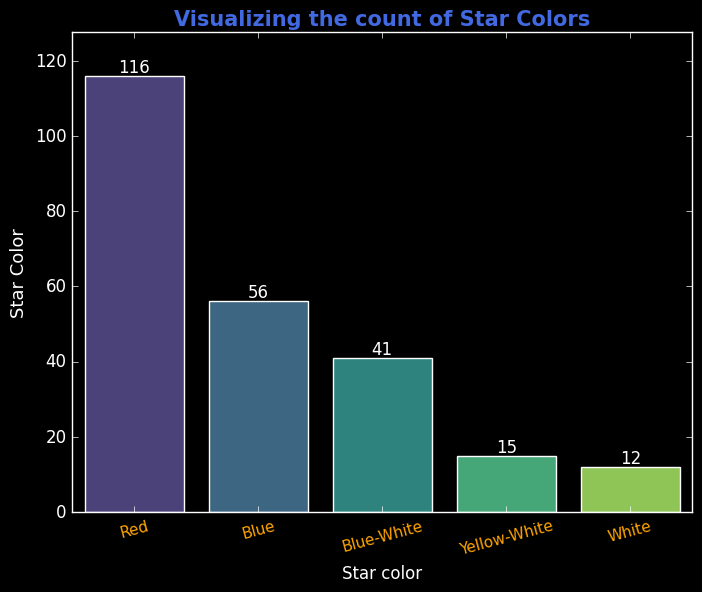 Visualizing the count of Star Colors
120
100
80
60
40
20
0
Star Color
116
56
41
15
12
Red
Blue
Blue-White
Yellow-White
White
Star color